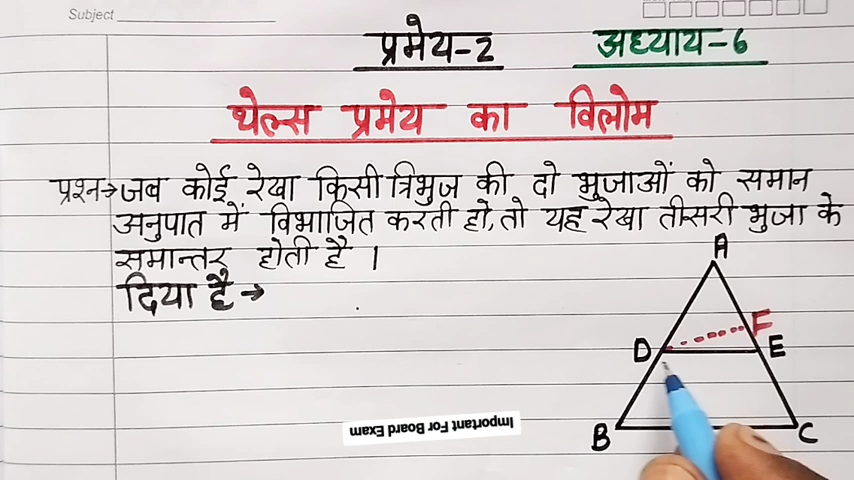 Subject
प्रमेय-2 अध्याय-6
थेल्स प्रमेय का विलोम
प्रश्न→ जब कोई रेखा किसी त्रिभुज की दो भुजाओं को समान
अनुपात में विभाजित करती हो, तो यह रेखा तीसरी भुजा के
समान्तर होती है ।
दिया है →
A
F
D E
B C
Important For Board Exam